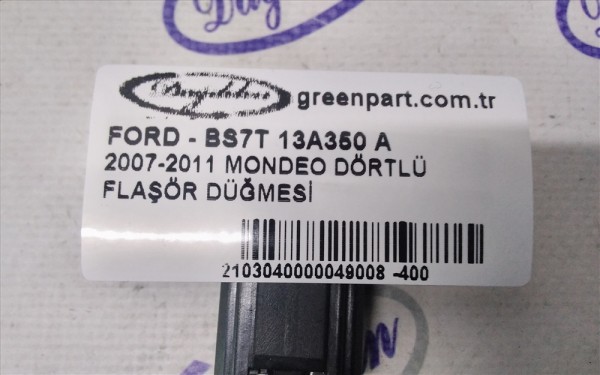 greenpart.com.tr
FORD - BS7T 13A350 A
2007-2011 MONDEO DÖRTLÜ
FLAŞÖR DÜĞMESİ
2103040000049008 -400